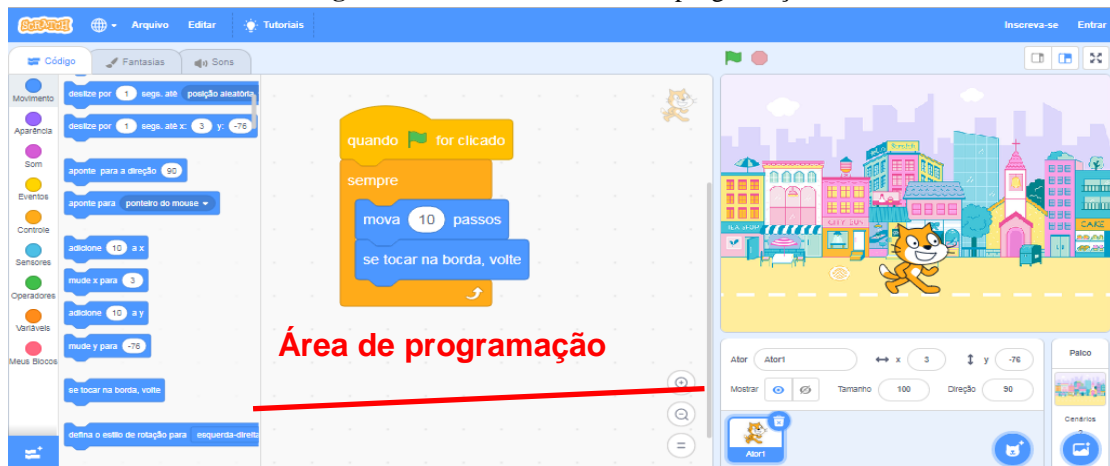 SCRATCH Arquivo Editar Tutoriais Inscreva-se Entrar
Código Fantasias Sons
Movimento
Aparência
Som
Eventos
Controle
Sensores
Operadores
Variáveis
Meus Blocos
deslize por 1 segs. até posição aleatória
deslize por 1 segs. até x: 3 y: -76
aponte para a direção 90
aponte para ponteiro do mouse
adicione 10 a x
mude x para 3
adicione 10 a y
mude y para -76
se tocar na borda, volte
defina o estilo de rotação para esquerda-direita
quando for clicado
sempre
mova 10 passos
se tocar na borda, volte
Área de programação
CAKE
Ator Ator1 x 3 y -76
Mostrar Tamanho 100 Direção 90
Ator1
Palco
Cenários